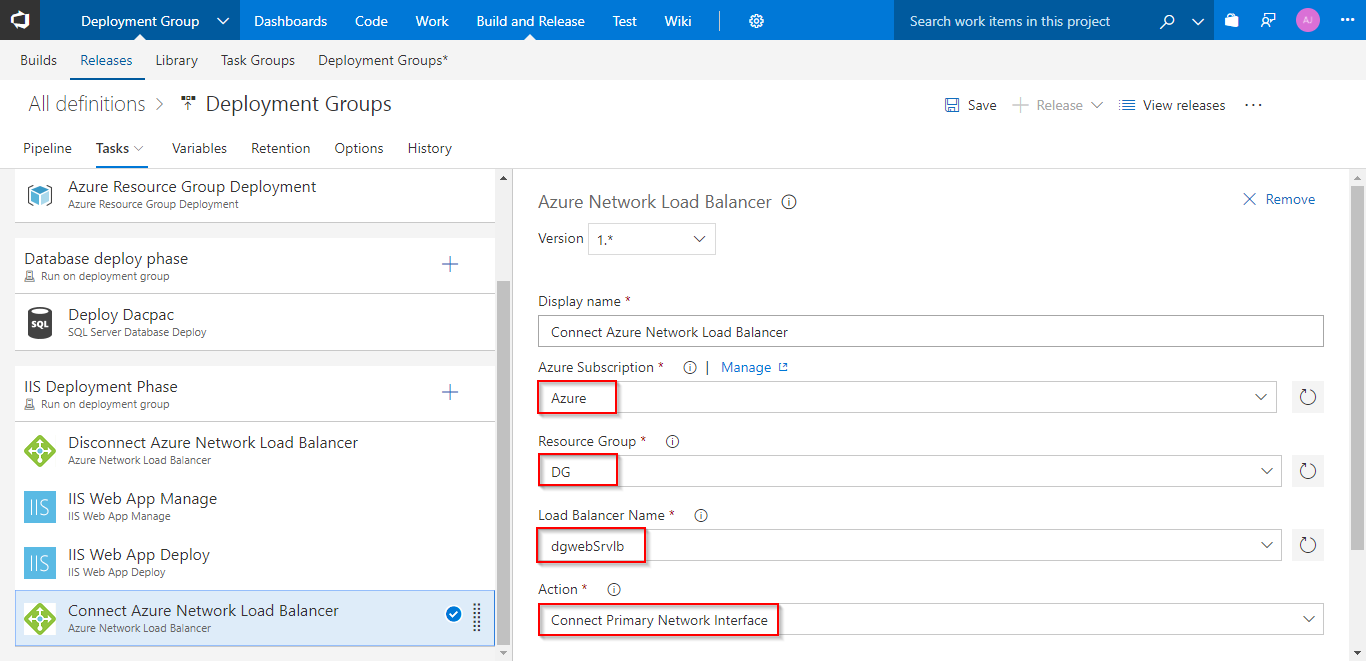 Deployment Group Dashboards Code Work Build and Release Test Wiki Search work items in this project AJ
Builds Releases Library Task Groups Deployment Groups*
All definitions > Deployment Groups Save Release View releases ...
Pipeline Tasks Variables Retention Options History
Azure Resource Group Deployment
Azure Resource Group Deployment
Database deploy phase
Run on deployment group
SQL
Deploy Dacpac
SQL Server Database Deploy
IIS Deployment Phase
Run on deployment group
Disconnect Azure Network Load Balancer
Azure Network Load Balancer
IIS
IIS Web App Manage
IIS Web App Manage
IIS
IIS Web App Deploy
IIS Web App Deploy
Connect Azure Network Load Balancer
Azure Network Load Balancer
Azure Network Load Balancer
Remove
Version 1.*
Display name *
Connect Azure Network Load Balancer
Azure Subscription * | Manage
Azure
Resource Group *
DG
Load Balancer Name *
dgwebSrvlb
Action *
Connect Primary Network Interface